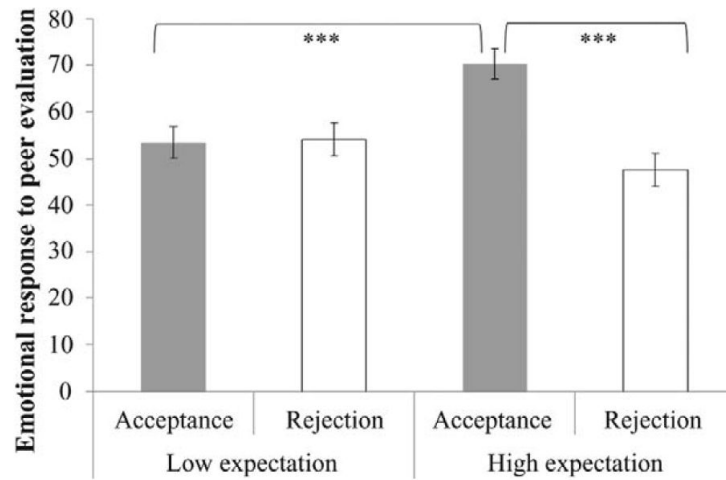 Emotional response to peer evaluation
80
70
60
50
40
30
20
10
0
***
***
Acceptance
Rejection
Acceptance
Rejection
Low expectation
High expectation